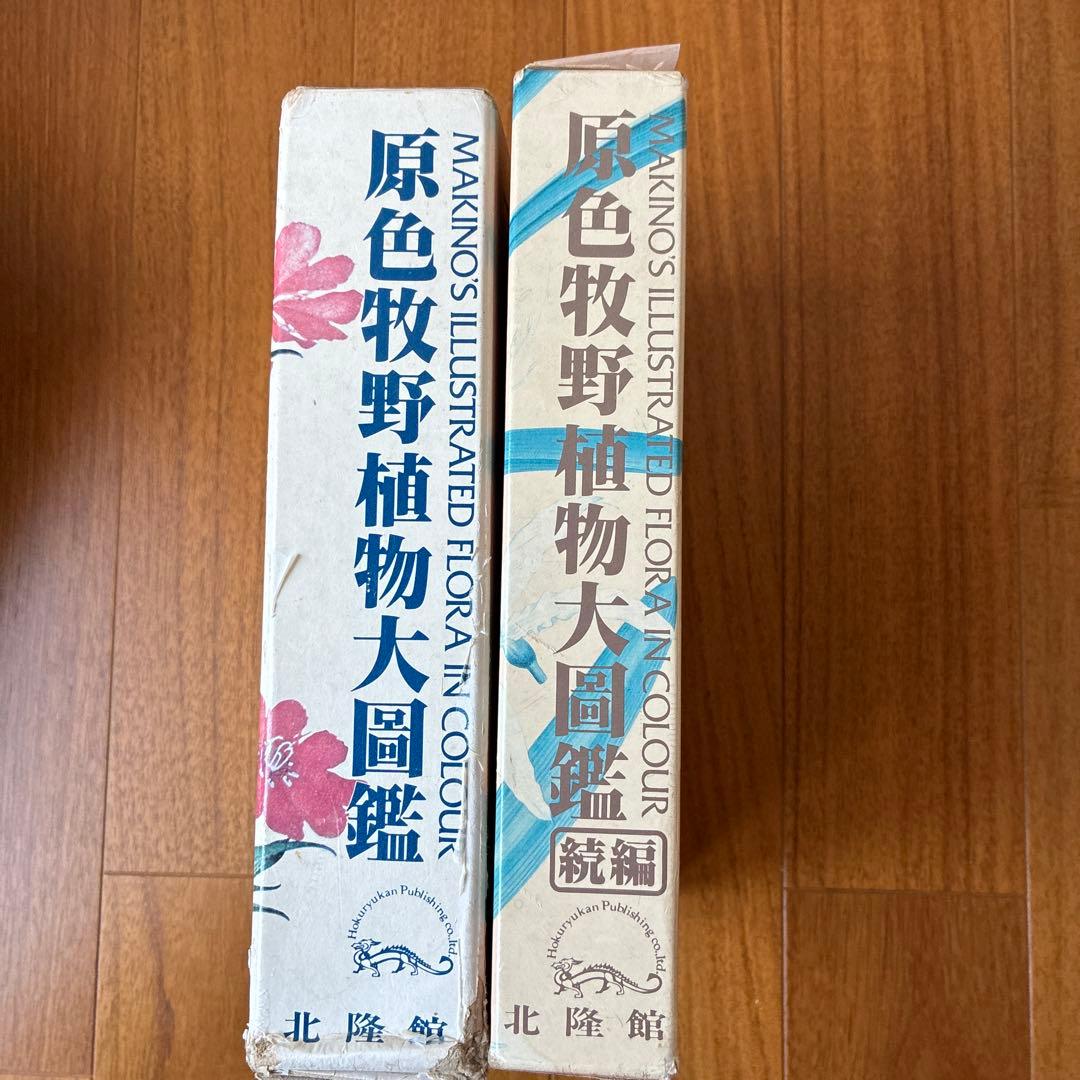 原色牧野植物大圖鑑
MAKINO'S ILLUSTRATED FLORA IN COLOUR
Hokuryukan Publishing co.,ltd.
北隆館
原色牧野植物大圖鑑
続編
MAKINO'S ILLUSTRATED FLORA IN COLOUR
Hokuryukan Publishing co.,ltd.
北隆館